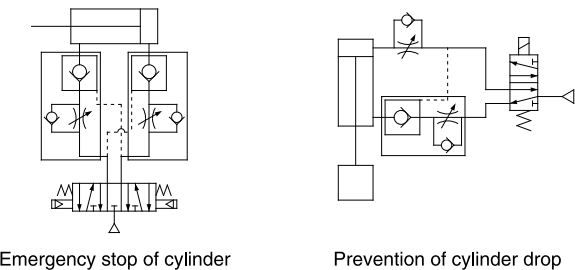 Emergency stop of cylinder
Prevention of cylinder drop